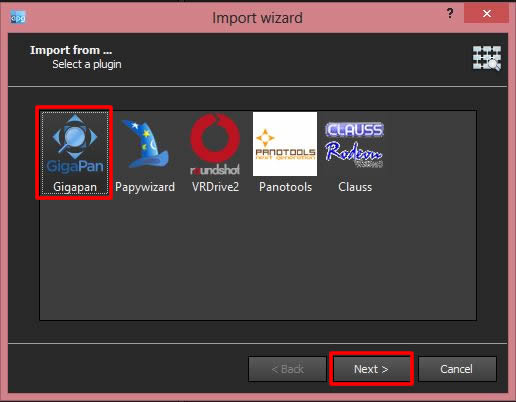 apg
Import wizard
?
Import from ...
Select a plugin
GigaPan
roundshot
PANOTOOLS
next generation
CLAUSS
Rodeon
Gigapan
Papywizard
VRDrive2
Panotools
Clauss
< Back
Next >
Cancel